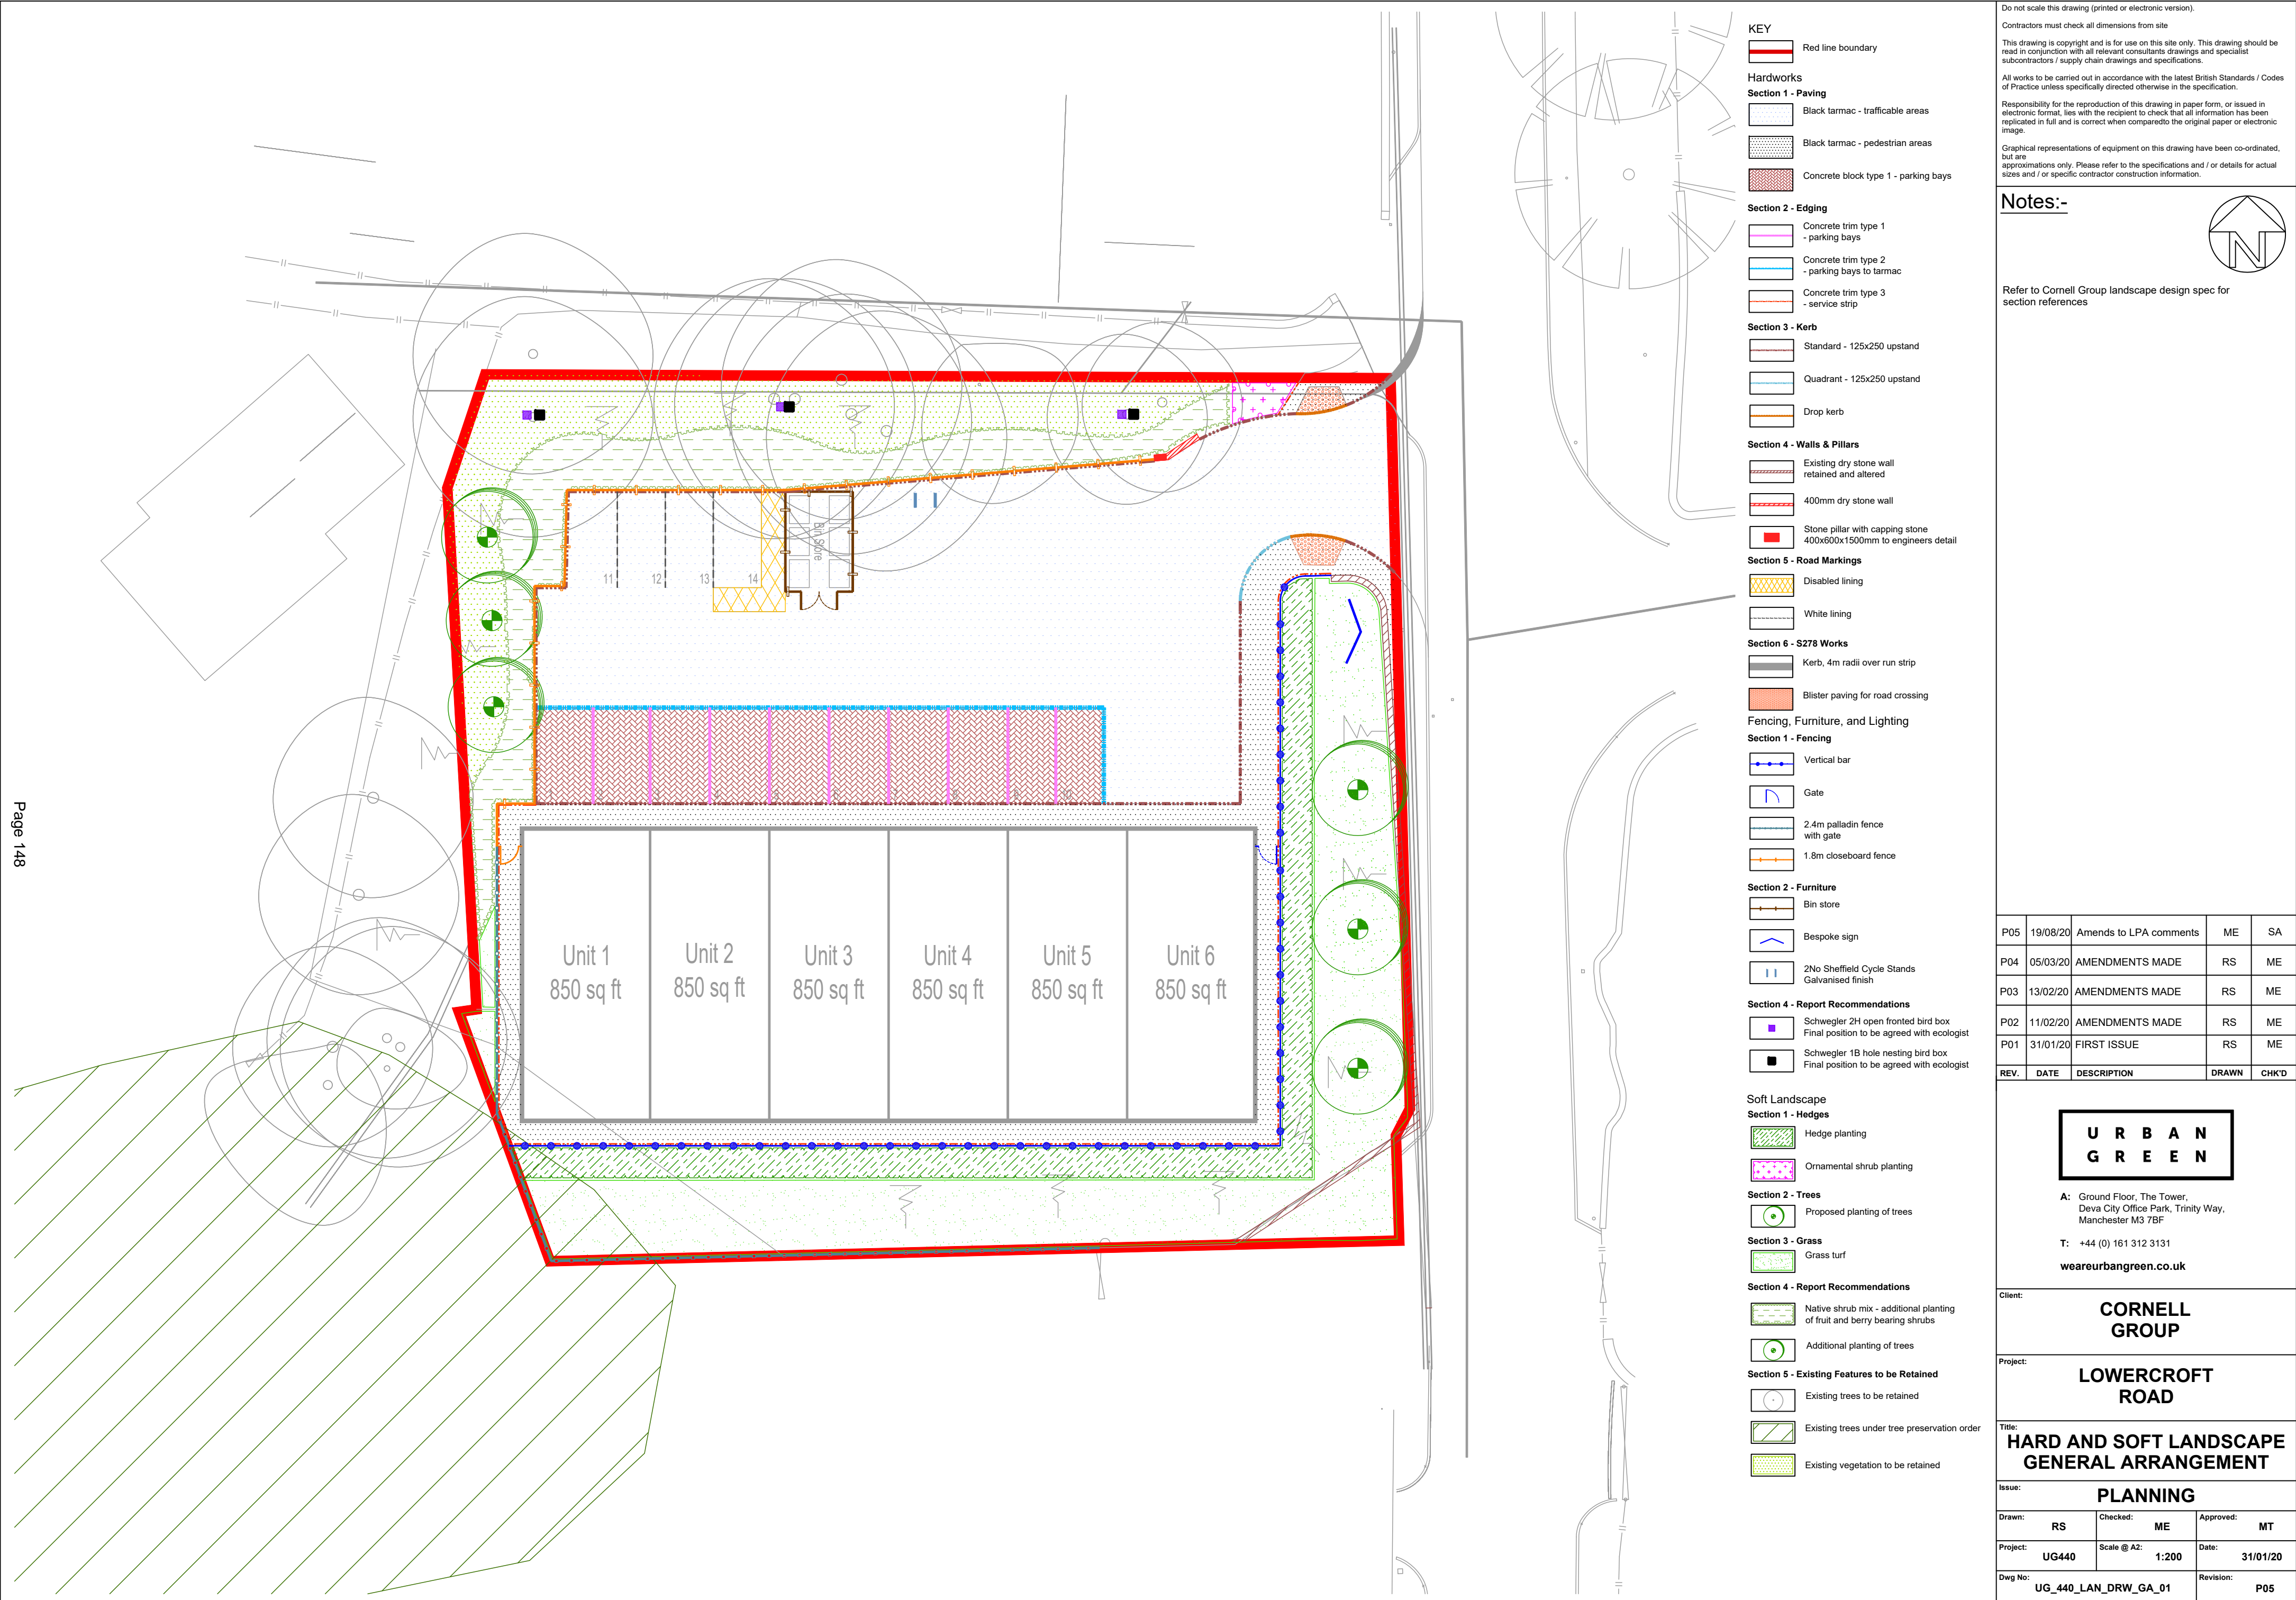 Page 148
11
12
13
14
Bin Store
Unit 1
850 sq ft
Unit 2
850 sq ft
Unit 3
850 sq ft
Unit 4
850 sq ft
Unit 5
850 sq ft
Unit 6
850 sq ft
KEY
Red line boundary
Hardworks
Section 1 - Paving
Black tarmac - trafficable areas
Black tarmac - pedestrian areas
Concrete block type 1 - parking bays
Section 2 - Edging
Concrete trim type 1
- parking bays
Concrete trim type 2
- parking bays to tarmac
Concrete trim type 3
- service strip
Section 3 - Kerb
Standard - 125x250 upstand
Quadrant - 125x250 upstand
Drop kerb
Section 4 - Walls & Pillars
Existing dry stone wall
retained and altered
400mm dry stone wall
Stone pillar with capping stone
400x600x1500mm to engineers detail
Section 5 - Road Markings
Disabled lining
White lining
Section 6 - S278 Works
Kerb, 4m radii over run strip
Blister paving for road crossing
Fencing, Furniture, and Lighting
Section 1 - Fencing
Vertical bar
Gate
2.4m palladin fence
with gate
1.8m closeboard fence
Section 2 - Furniture
Bin store
Bespoke sign
2No Sheffield Cycle Stands
Galvanised finish
Section 4 - Report Recommendations
Schwegler 2H open fronted bird box
Final position to be agreed with ecologist
Schwegler 1B hole nesting bird box
Final position to be agreed with ecologist
Soft Landscape
Section 1 - Hedges
Hedge planting
Ornamental shrub planting
Section 2 - Trees
Proposed planting of trees
Section 3 - Grass
Grass turf
Section 4 - Report Recommendations
Native shrub mix - additional planting
of fruit and berry bearing shrubs
Additional planting of trees
Section 5 - Existing Features to be Retained
Existing trees to be retained
Existing trees under tree preservation order
Existing vegetation to be retained
Do not scale this drawing (printed or electronic version).
Contractors must check all dimensions from site
This drawing is copyright and is for use on this site only. This drawing should be
read in conjunction with all relevant consultants drawings and specialist
subcontractors / supply chain drawings and specifications.
All works to be carried out in accordance with the latest British Standards / Codes
of Practice unless specifically directed otherwise in the specification.
Responsibility for the reproduction of this drawing in paper form, or issued in
electronic format, lies with the recipient to check that all information has been
replicated in full and is correct when comparedto the original paper or electronic
image.
Graphical representations of equipment on this drawing have been co-ordinated,
but are
approximations only. Please refer to the specifications and / or details for actual
sizes and / or specific contractor construction information.
Notes:-
N
Refer to Cornell Group landscape design spec for
section references
P05 19/08/20 Amends to LPA comments ME SA
P04 05/03/20 AMENDMENTS MADE RS ME
P03 13/02/20 AMENDMENTS MADE RS ME
P02 11/02/20 AMENDMENTS MADE RS ME
P01 31/01/20 FIRST ISSUE RS ME
REV. DATE DESCRIPTION DRAWN CHK'D
URBAN
GREEN
A: Ground Floor, The Tower,
Deva City Office Park, Trinity Way,
Manchester M3 7BF
T: +44 (0) 161 312 3131
weareurbangreen.co.uk
Client:
CORNELL
GROUP
Project:
LOWERCROFT
ROAD
Title:
HARD AND SOFT LANDSCAPE
GENERAL ARRANGEMENT
Issue:
PLANNING
Drawn: RS Checked: ME Approved: MT
Project: UG440 Scale @ A2: 1:200 Date: 31/01/20
Dwg No: UG_440_LAN_DRW_GA_01 Revision: P05